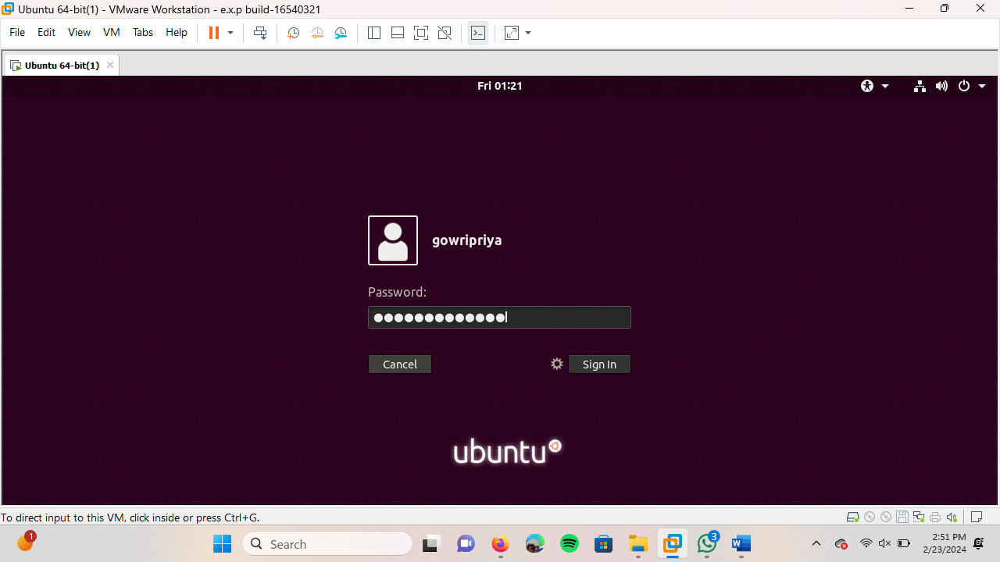 Ubuntu 64-bit(1) - VMware Workstation - e.x.p build-16540321
File Edit View VM Tabs Help
Ubuntu 64-bit(1)
Fri 01:21
gowripriya
Password:
Cancel Sign In
ubuntu
To direct input to this VM, click inside or press Ctrl+G.
1
Search
3
W
2:51 PM
2/23/2024